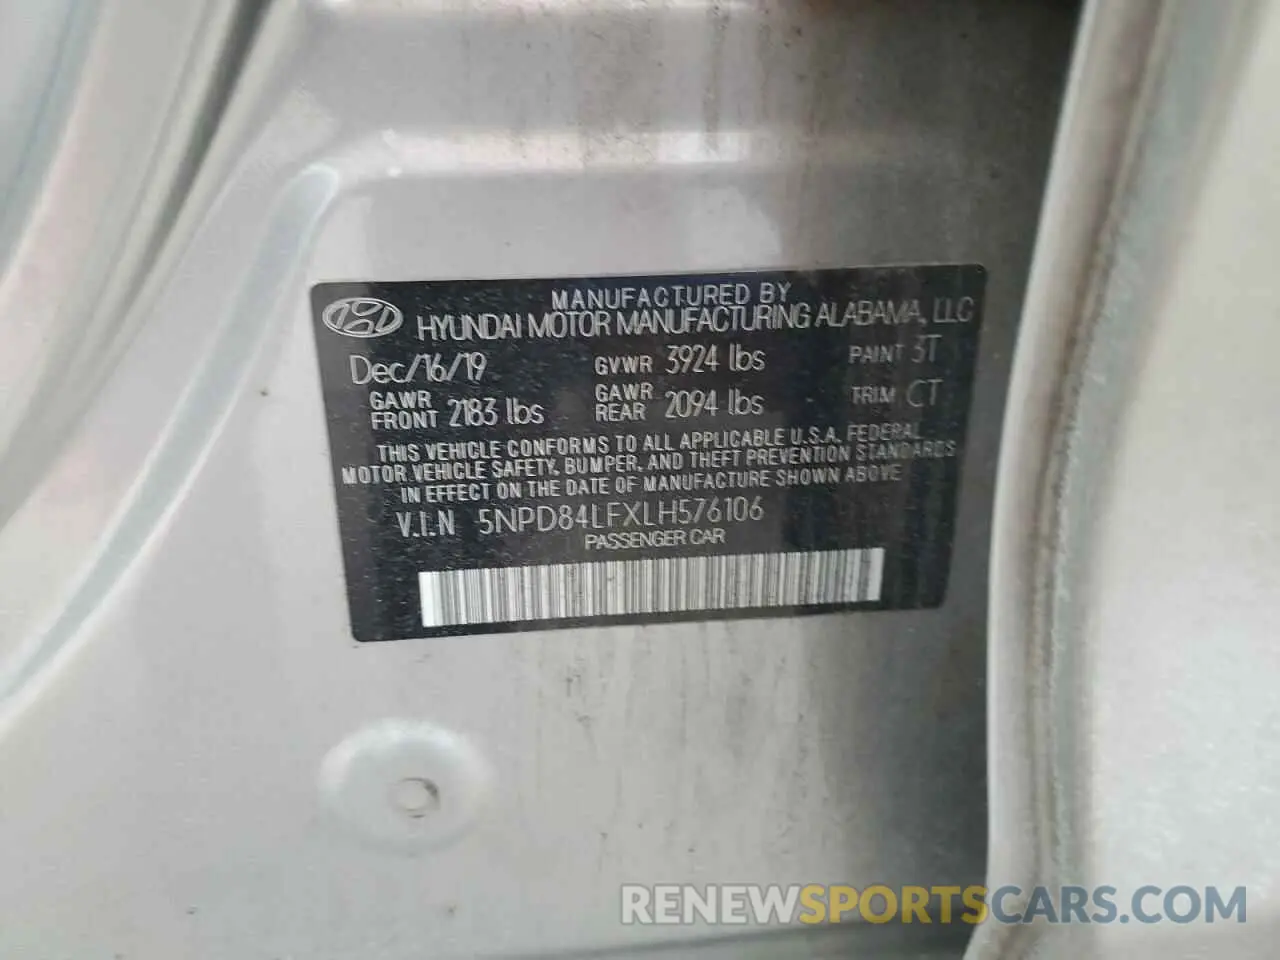 MANUFACTURED BY
HYUNDAI MOTOR MANUFACTURING ALABAMA, LLC
Dec/16/19 GVWR 3924 lbs PAINT 3T
GAWR FRONT 2183 lbs GAWR REAR 2094 lbs TRIM CT
THIS VEHICLE CONFORMS TO ALL APPLICABLE U.S.A. FEDERAL
MOTOR VEHICLE SAFETY, BUMPER, AND THEFT PREVENTION STANDARDS
IN EFFECT ON THE DATE OF MANUFACTURE SHOWN ABOVE
V.I.N 5NPD84LFXLH576106
PASSENGER CAR
RENEWSPORTSCARS.COM